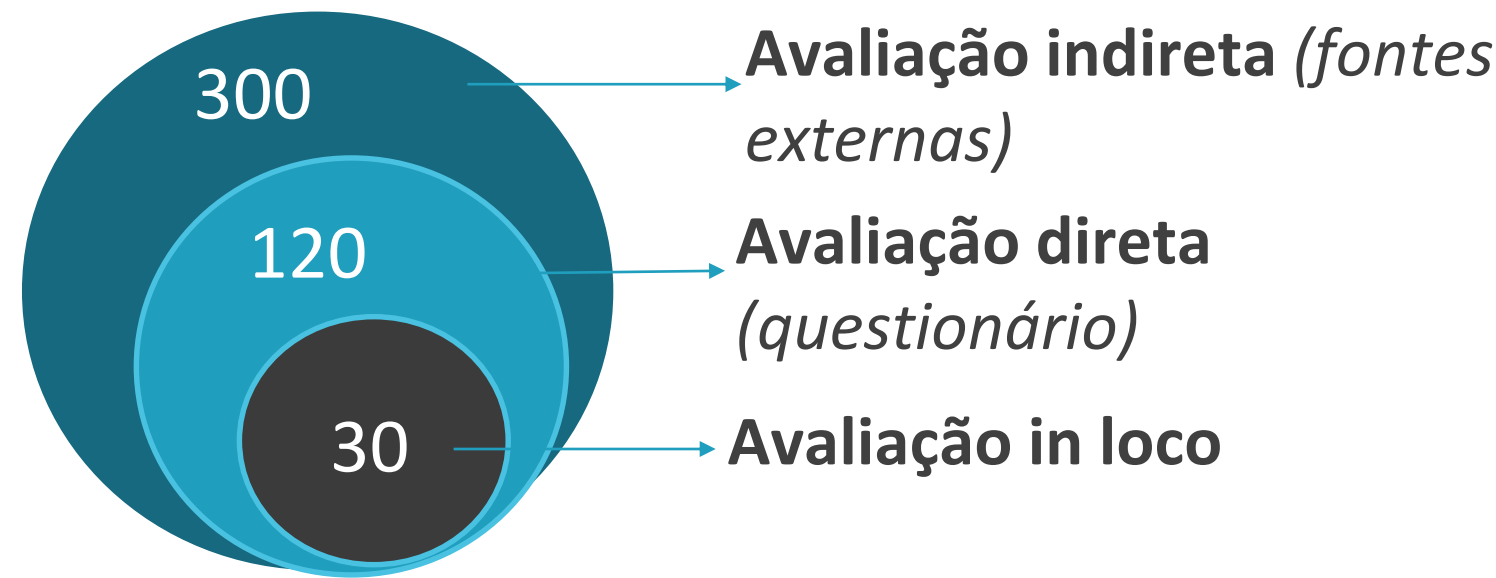 300
Avaliação indireta (fontes
externas)
120
Avaliação direta
(questionário)
30
Avaliação in loco